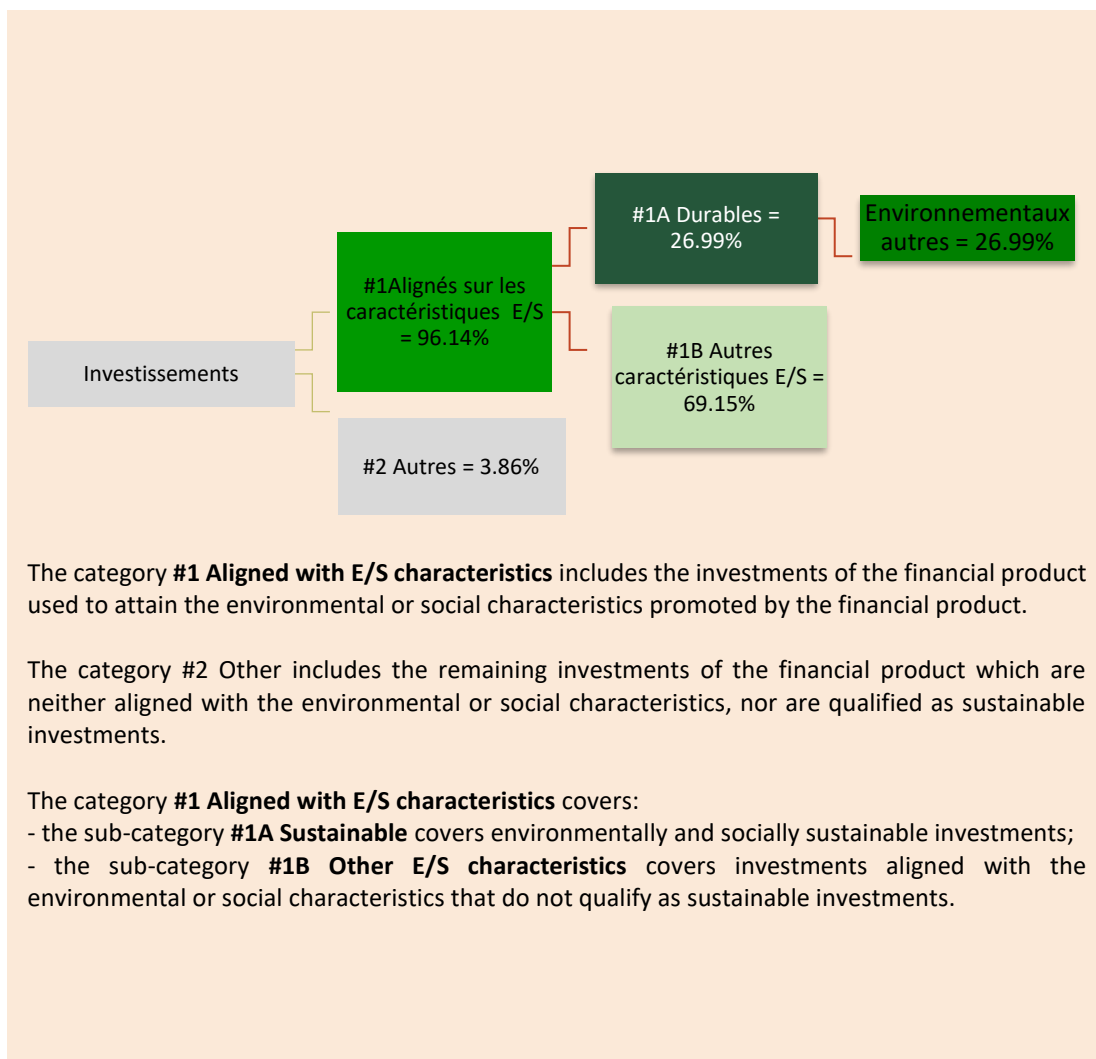 #1A Durables =
26.99%
Environnementaux
autres = 26.99%
#1Alignés sur les
caractéristiques E/S
= 96.14%
#1B Autres
caractéristiques E/S =
69.15%
Investissements
#2 Autres = 3.86%
The category #1 Aligned with E/S characteristics includes the investments of the financial product
used to attain the environmental or social characteristics promoted by the financial product.
The category #2 Other includes the remaining investments of the financial product which are
neither aligned with the environmental or social characteristics, nor are qualified as sustainable
investments.
The category #1 Aligned with E/S characteristics covers:
- the sub-category #1A Sustainable covers environmentally and socially sustainable investments;
- the sub-category #1B Other E/S characteristics covers investments aligned with the
environmental or social characteristics that do not qualify as sustainable investments.